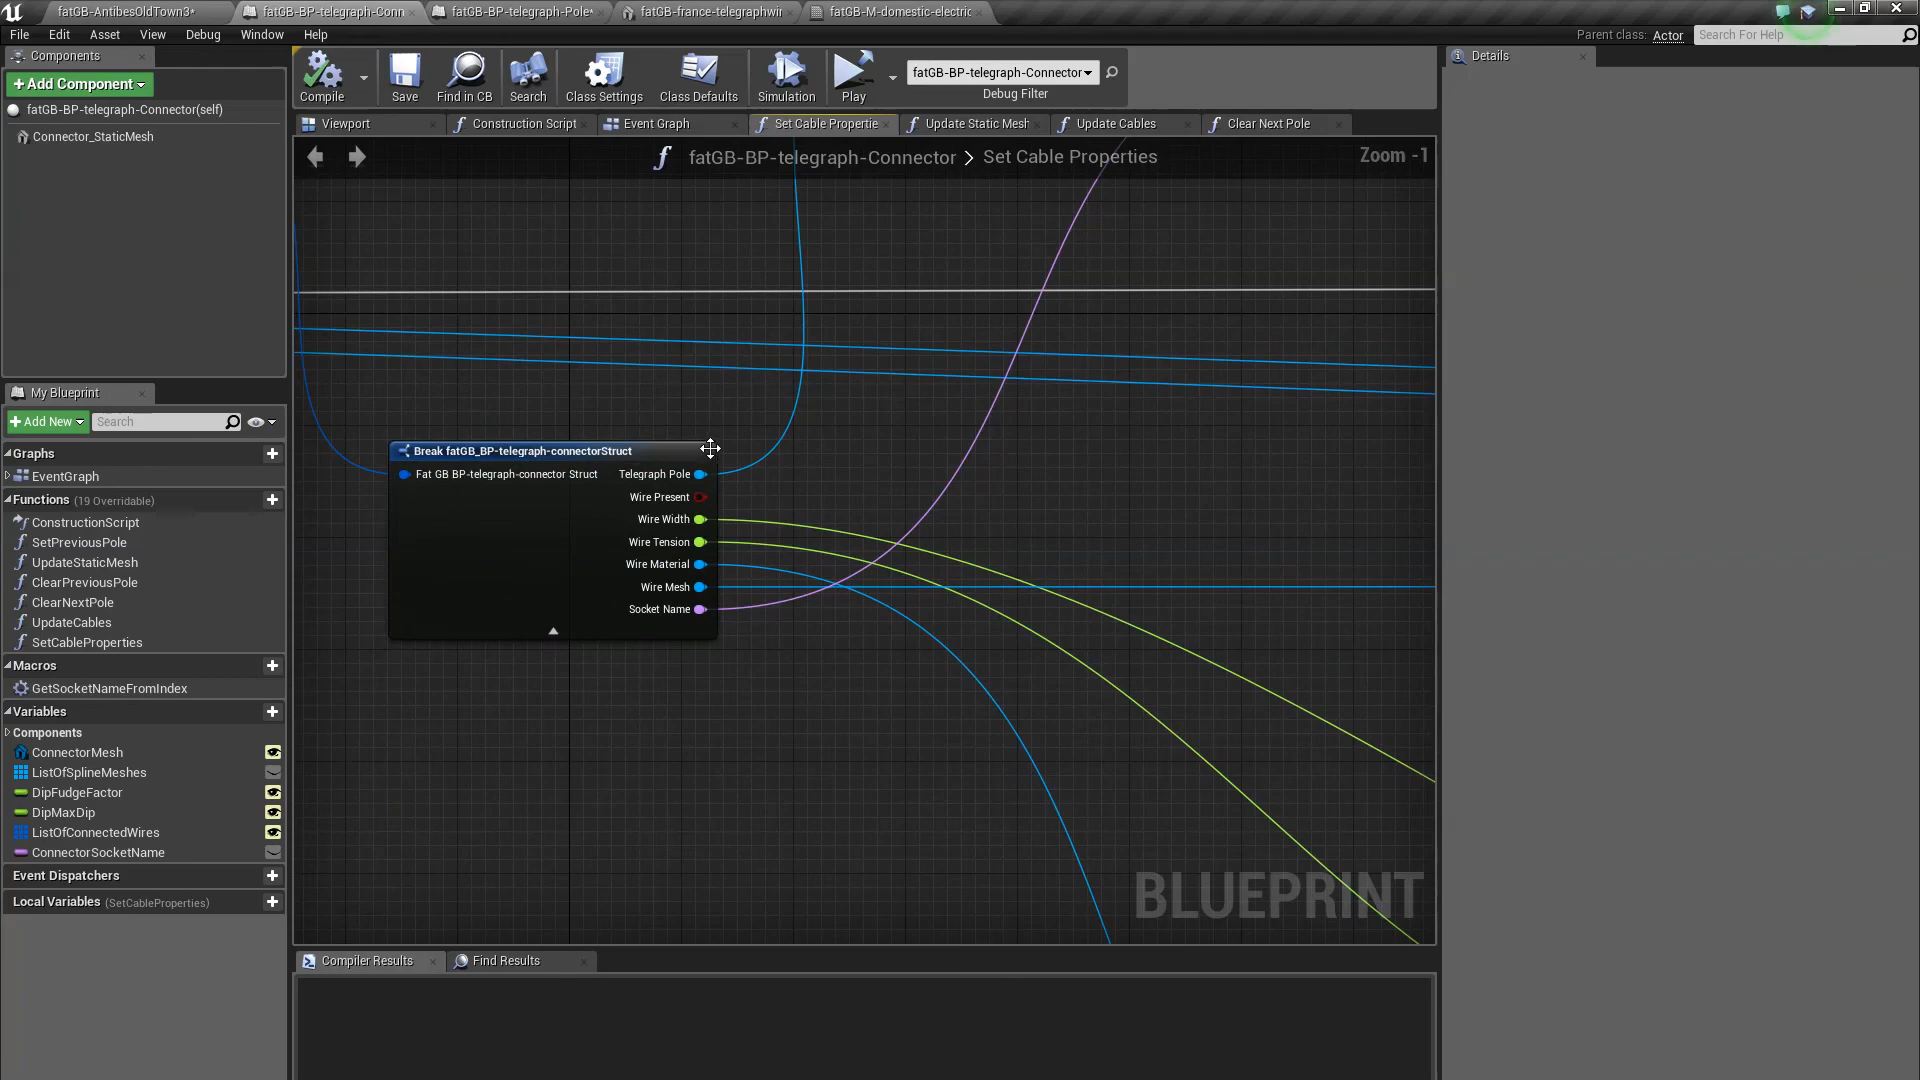 fatGB-AntibesOldTown3*
fatGB-BP-telegraph-Conn
fatGB-BP-telegraph-Pole*
fatGB-france-telegraphwir
fatGB-M-domestic-electric
File Edit Asset View Debug Window Help
Parent class: Actor
Search For Help
Components
Add Component
fatGB-BP-telegraph-Connector(self)
Connector_StaticMesh
Compile
Save
Find in CB
Search
Class Settings
Class Defaults
Simulation
Play
fatGB-BP-telegraph-Connector
Debug Filter
Details
Viewport
Construction Script
Event Graph
Set Cable Propertie
Update Static Mesh
Update Cables
Clear Next Pole
fatGB-BP-telegraph-Connector > Set Cable Properties
Zoom -1
My Blueprint
Add New
Search
Graphs
EventGraph
Functions (19 Overridable)
ConstructionScript
SetPreviousPole
UpdateStaticMesh
ClearPreviousPole
ClearNextPole
UpdateCables
SetCableProperties
Macros
GetSocketNameFromIndex
Variables
Components
ConnectorMesh
ListOfSplineMeshes
DipFudgeFactor
DipMaxDip
ListOfConnectedWires
ConnectorSocketName
Event Dispatchers
Local Variables (SetCableProperties)
Break fatGB_BP-telegraph-connectorStruct
Fat GB BP-telegraph-connector Struct
Telegraph Pole
Wire Present
Wire Width
Wire Tension
Wire Material
Wire Mesh
Socket Name
BLUEPRINT
Compiler Results
Find Results